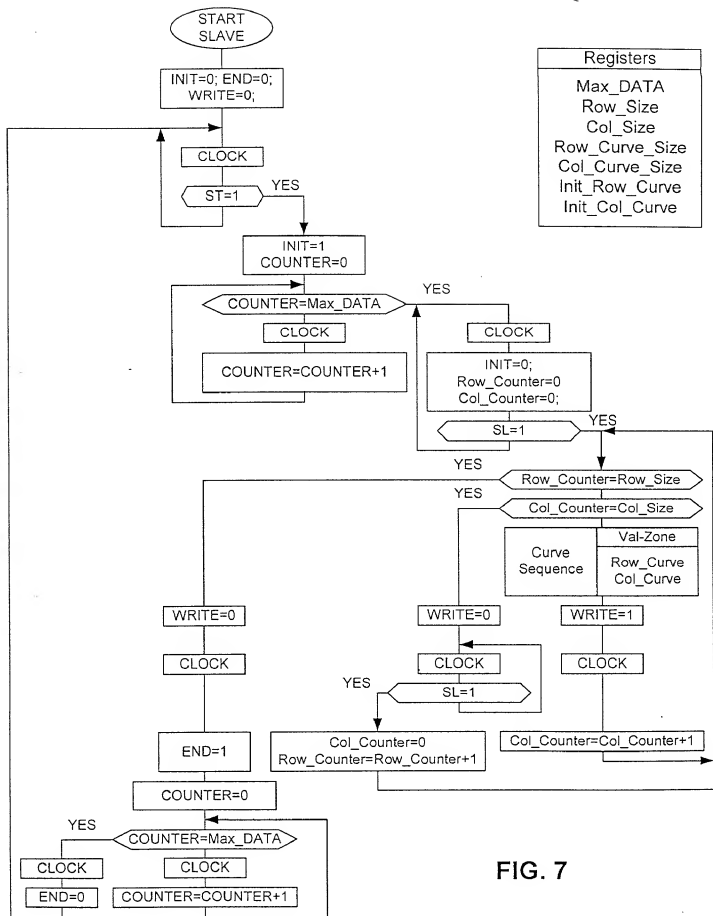 START
SLAVE
INIT=0; END=0;
WRITE=0;
CLOCK
ST=1
YES
INIT=1
COUNTER=0
COUNTER=Max_DATA
YES
CLOCK
COUNTER=COUNTER+1
CLOCK
INIT=0;
Row_Counter=0
Col_Counter=0;
SL=1
YES
Registers
Max_DATA
Row_Size
Col_Size
Row_Curve_Size
Col_Curve_Size
Init_Row_Curve
Init_Col_Curve
YES
Row_Counter=Row_Size
YES
Col_Counter=Col_Size
Curve
Sequence
Val-Zone
Row_Curve
Col_Curve
WRITE=0
WRITE=0
WRITE=1
CLOCK
CLOCK
CLOCK
YES
SL=1
END=1
Col_Counter=0
Row_Counter=Row_Counter+1
Col_Counter=Col_Counter+1
COUNTER=0
YES
COUNTER=Max_DATA
CLOCK
CLOCK
END=0
COUNTER=COUNTER+1
FIG. 7